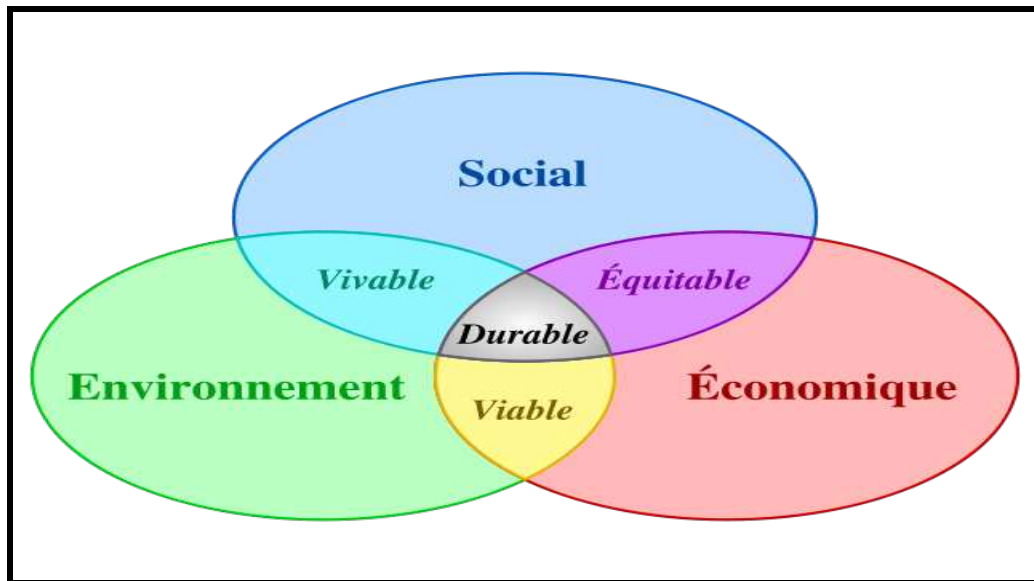 Social
Vivable
Équitable
Durable
Environnement
Économique
Viable